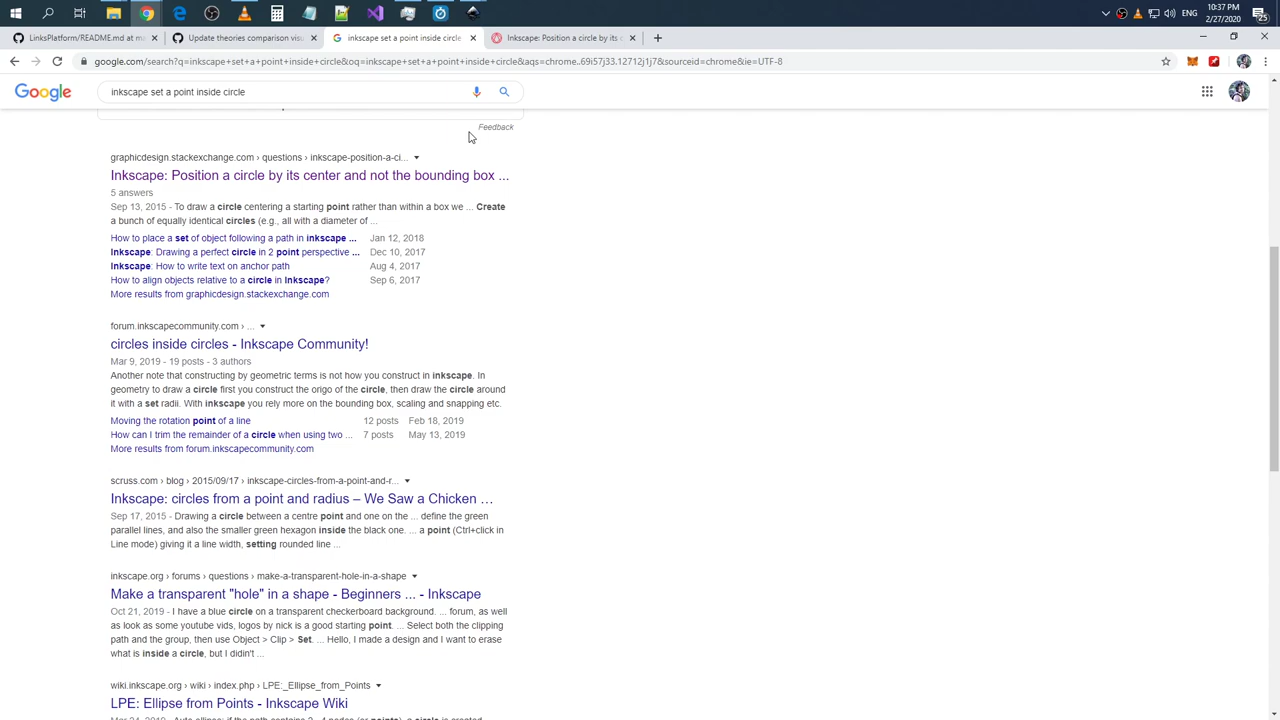 10:37 PM
ENG
2/27/2020
LinksPlatform/README.md at ma
Update theories comparison visu
inkscape set a point inside circle
Inkscape: Position a circle by its c
google.com/search?q=inkscape+set+a+point+inside+circle&oq=inkscape+set+a+point+inside+circle&aqs=chrome..69i57j33.12712j1j7&sourceid=chrome&ie=UTF-8
Google
inkscape set a point inside circle
Feedback
graphicdesign.stackexchange.com › questions › inkscape-position-a-ci...
Inkscape: Position a circle by its center and not the bounding box ...
5 answers
Sep 13, 2015 - To draw a circle centering a starting point rather than within a box we ... Create
a bunch of equally identical circles (e.g., all with a diameter of ...
How to place a set of object following a path in inkscape ... Jan 12, 2018
Inkscape: Drawing a perfect circle in 2 point perspective ... Dec 10, 2017
Inkscape: How to write text on anchor path Aug 4, 2017
How to align objects relative to a circle in Inkscape? Sep 6, 2017
More results from graphicdesign.stackexchange.com
forum.inkscapecommunity.com › ...
circles inside circles - Inkscape Community!
Mar 9, 2019 - 19 posts - 3 authors
Another note that constructing by geometric terms is not how you construct in inkscape. In
geometry to draw a circle first you construct the origo of the circle, then draw the circle around
it with a set radii. With inkscape you rely more on the bounding box, scaling and snapping etc.
Moving the rotation point of a line 12 posts Feb 18, 2019
How can I trim the remainder of a circle when using two ... 7 posts May 13, 2019
More results from forum.inkscapecommunity.com
scruss.com › blog › 2015/09/17 › inkscape-circles-from-a-point-and-r...
Inkscape: circles from a point and radius – We Saw a Chicken …
Sep 17, 2015 - Drawing a circle between a centre point and one on the ... define the green
parallel lines, and also the smaller green hexagon inside the black one. ... a point (Ctrl+click in
Line mode) giving it a line width, setting rounded line ...
inkscape.org › forums › questions › make-a-transparent-hole-in-a-shape
Make a transparent "hole" in a shape - Beginners ... - Inkscape
Oct 21, 2019 - I have a blue circle on a transparent checkerboard background. ... forum, as well
as look as some youtube vids, logos by nick is a good starting point. ... Select both the clipping
path and the group, then use Object > Clip > Set. ... Hello, I made a design and I want to erase
what is inside a circle, but I didn't ...
wiki.inkscape.org › wiki › index.php › LPE:_Ellipse_from_Points
LPE: Ellipse from Points - Inkscape Wiki